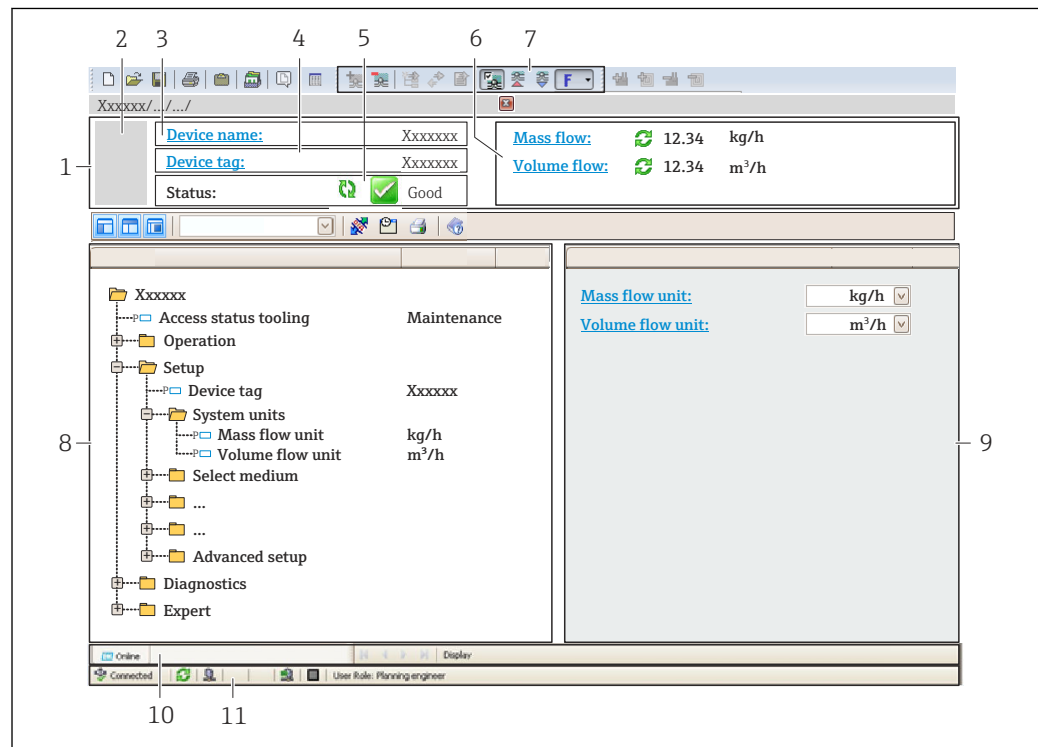 2 3 4 5 6 7
F
Xxxxxx/.../.../
1
Device name: Xxxxxxx
Device tag: Xxxxxxx
Status: Good
Mass flow: 12.34 kg/h
Volume flow: 12.34 m³/h
8
Xxxxxx
Access status tooling Maintenance
Operation
Setup
Device tag Xxxxxx
System units
Mass flow unit kg/h
Volume flow unit m³/h
Select medium
...
...
Advanced setup
Diagnostics
Expert
Mass flow unit: kg/h
Volume flow unit: m³/h
9
Online Display
Connected User Role: Planning engineer
10 11